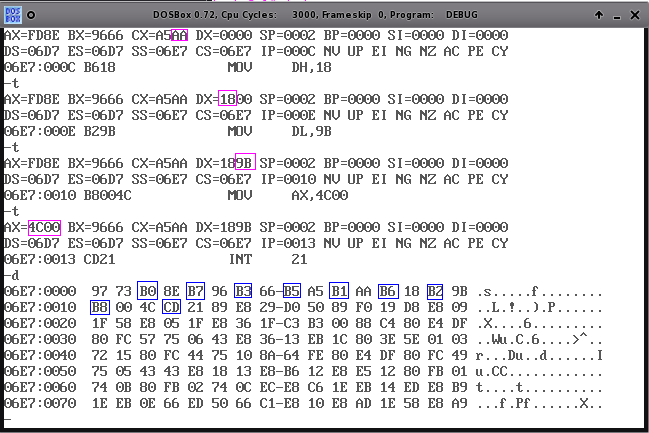 DOS
BOX
DOSBox 0.72, Cpu Cycles: 3000, Frameskip 0, Program: DEBUG
AX=FD8E BX=9666 CX=A5AA DX=0000 SP=0002 BP=0000 SI=0000 DI=0000
DS=06D7 ES=06D7 SS=06E7 CS=06E7 IP=000C NV UP EI NG NZ AC PE CY
06E7:000C B618 MOV DH,18
-t
AX=FD8E BX=9666 CX=A5AA DX=1800 SP=0002 BP=0000 SI=0000 DI=0000
DS=06D7 ES=06D7 SS=06E7 CS=06E7 IP=000E NV UP EI NG NZ AC PE CY
06E7:000E B29B MOV DL,9B
-t
AX=FD8E BX=9666 CX=A5AA DX=189B SP=0002 BP=0000 SI=0000 DI=0000
DS=06D7 ES=06D7 SS=06E7 CS=06E7 IP=0010 NV UP EI NG NZ AC PE CY
06E7:0010 B8004C MOV AX,4C00
-t
AX=4C00 BX=9666 CX=A5AA DX=189B SP=0002 BP=0000 SI=0000 DI=0000
DS=06D7 ES=06D7 SS=06E7 CS=06E7 IP=0013 NV UP EI NG NZ AC PE CY
06E7:0013 CD21 INT 21
-d
06E7:0000 97 73 B0 8E B7 96 B3 66-B5 A5 B1 AA B6 18 B2 9B .s.....f........
06E7:0010 B8 00 4C CD 21 89 E8 29-D0 50 89 F0 19 D8 E8 09 ..L.!..).P......
06E7:0020 1F 58 E8 05 1F E8 36 1F-C3 B3 00 88 C4 80 E4 DF .X....6.........
06E7:0030 80 FC 57 75 06 43 E8 36-13 EB 1C 80 3E 5E 01 03 ..Wu.C.6....>^..
06E7:0040 72 15 80 FC 44 75 10 8A-64 FE 80 E4 DF 80 FC 49 r...Du..d......I
06E7:0050 75 05 43 43 E8 18 13 E8-B6 12 E8 E5 12 80 FB 01 u.CC............
06E7:0060 74 0B 80 FB 02 74 0C EC-E8 C6 1E EB 14 ED E8 B9 t....t..........
06E7:0070 1E EB 0E 66 ED 50 66 C1-E8 10 E8 AD 1E 58 E8 A9 ...f.Pf......X..
-